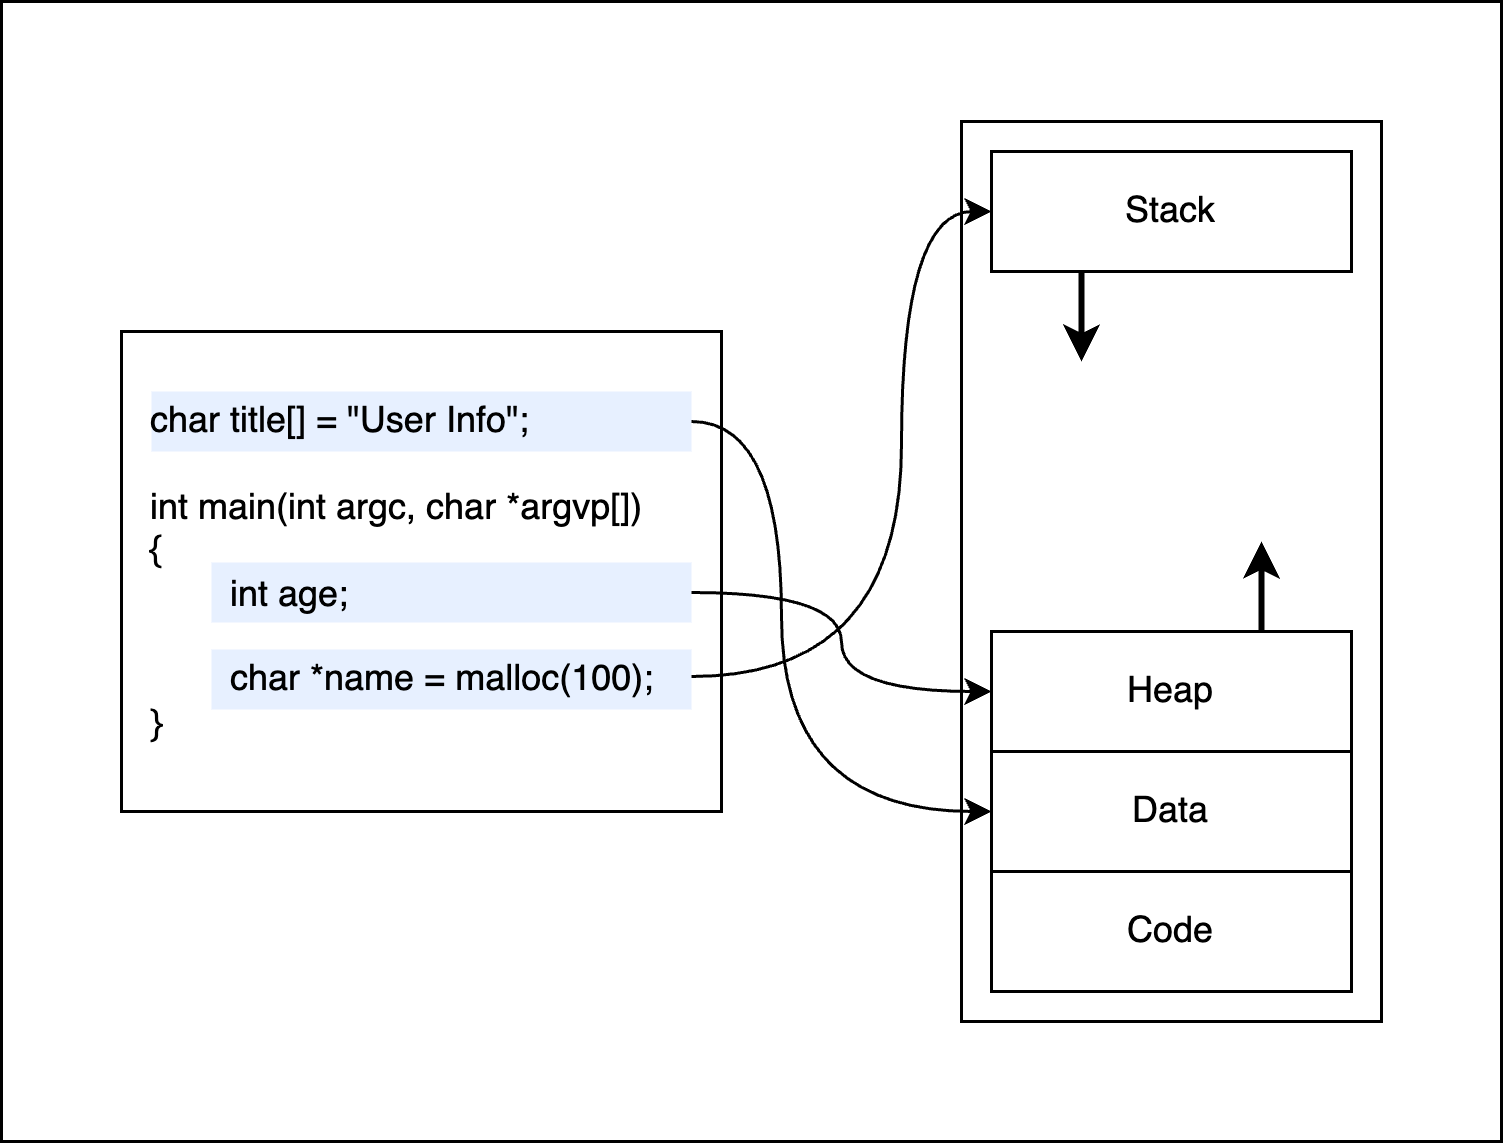 char title[] = "User Info";
int main(int argc, char *argvp[])
{
int age;
char *name = malloc(100);
}
Stack
Heap
Data
Code